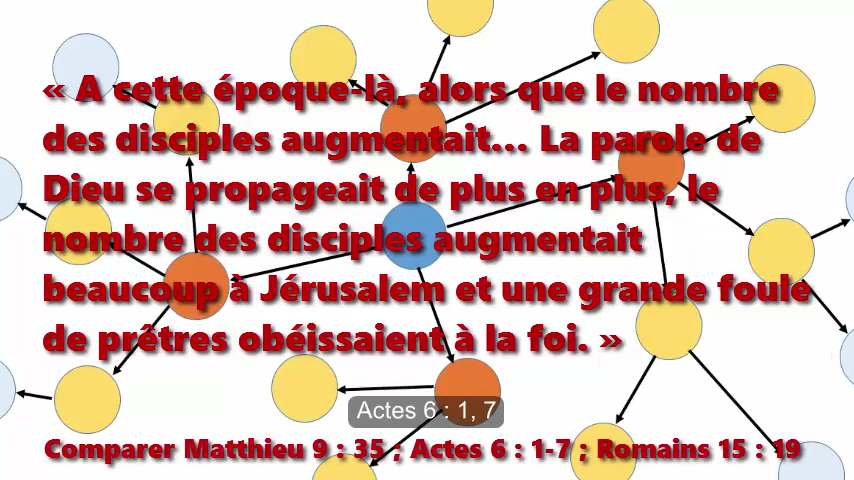 « A cette époque-là, alors que le nombre
des disciples augmentait... La parole de
Dieu se propageait de plus en plus, le
nombre des disciples augmentait
beaucoup à Jérusalem et une grande foule
de prêtres obéissaient à la foi. »
Actes 6 : 1, 7
Comparer Matthieu 9 : 35 ; Actes 6 : 1-7 ; Romains 15 : 19